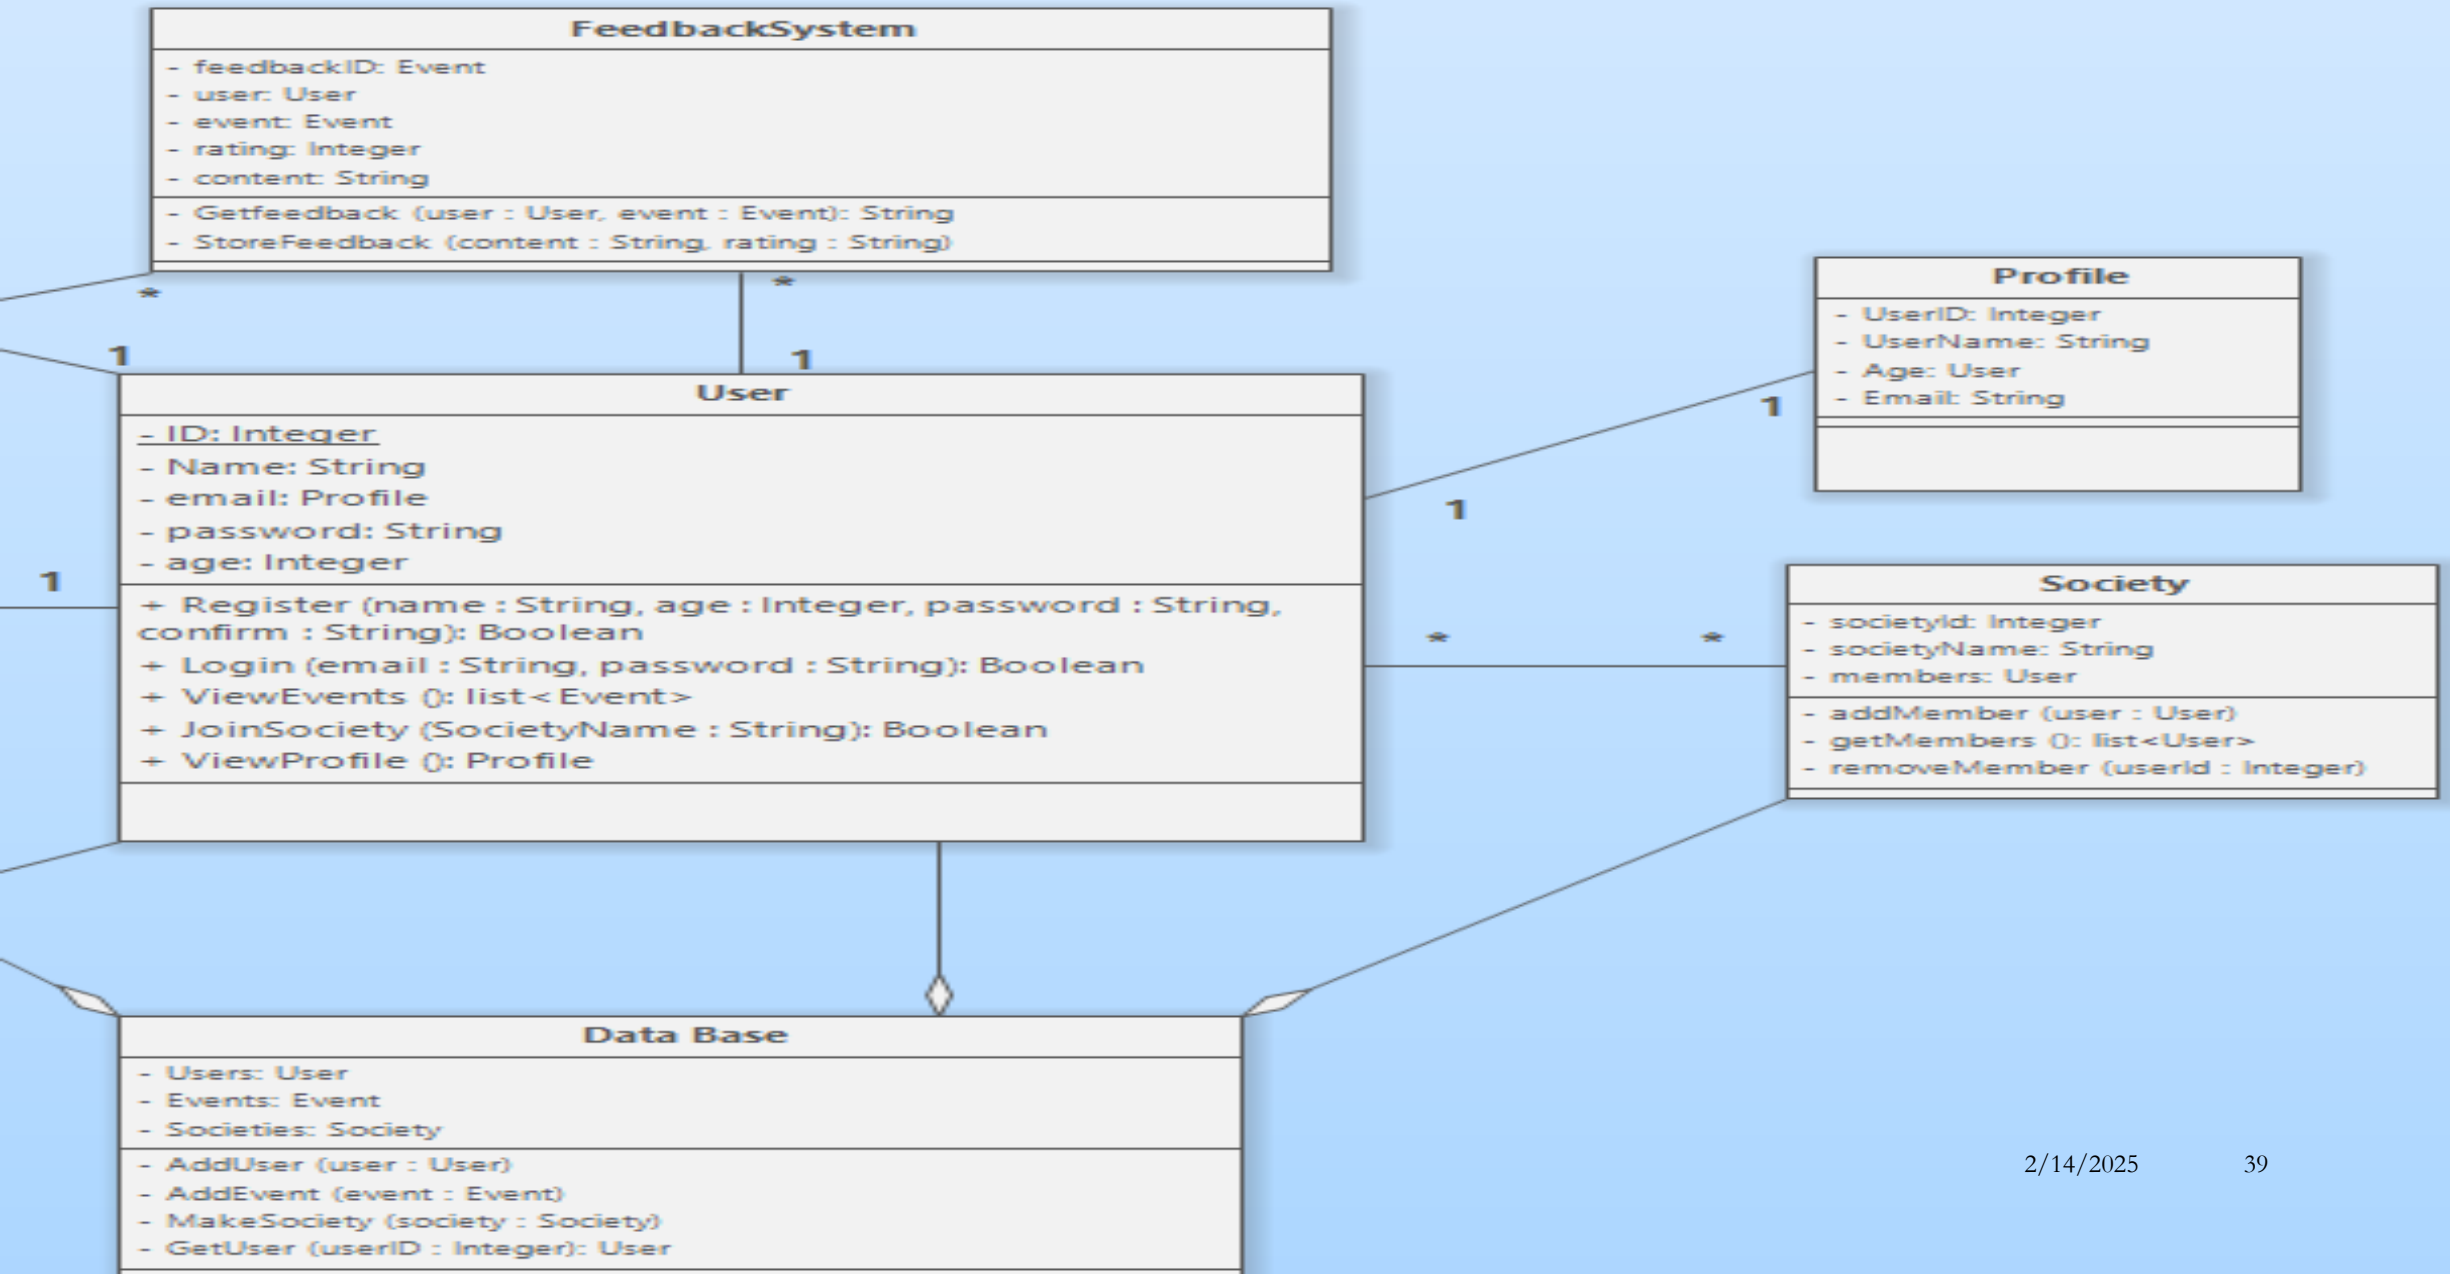 FeedbackSystem
- feedbackID: Event
- user: User
- event: Event
- rating: Integer
- content: String
- Getfeedback (user : User, event : Event): String
- StoreFeedback (content : String, rating : String)
*
*
1
1
User
- ID: Integer
- Name: String
- email: Profile
- password: String
- age: Integer
+ Register (name : String, age : Integer, password : String,
confirm : String): Boolean
+ Login (email : String, password : String): Boolean
+ ViewEvents (): list<Event>
+ JoinSociety (SocietyName : String): Boolean
+ ViewProfile (): Profile
1
1
1
Profile
- UserID: Integer
- UserName: String
- Age: User
- Email: String
*
*
Society
- societyId: Integer
- societyName: String
- members: User
- addMember (user : User)
- getMembers (): list<User>
- removeMember (userId : Integer)
Data Base
- Users: User
- Events: Event
- Societies: Society
- AddUser (user : User)
- AddEvent (event : Event)
- MakeSociety (society : Society)
- GetUser (userID : Integer): User
2/14/2025 39